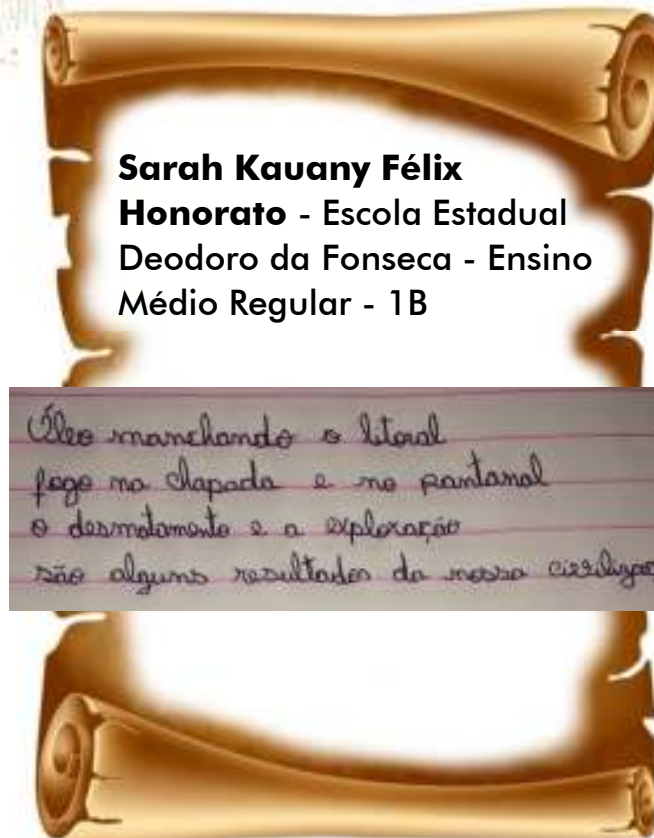 Sarah Kauany Félix
Honorato - Escola Estadual
Deodoro da Fonseca - Ensino
Médio Regular - 1B
Óleo manchando o litoral
fogo na chapada e no pantanal
o desmatamento e a exploração
são alguns resultados da nossa